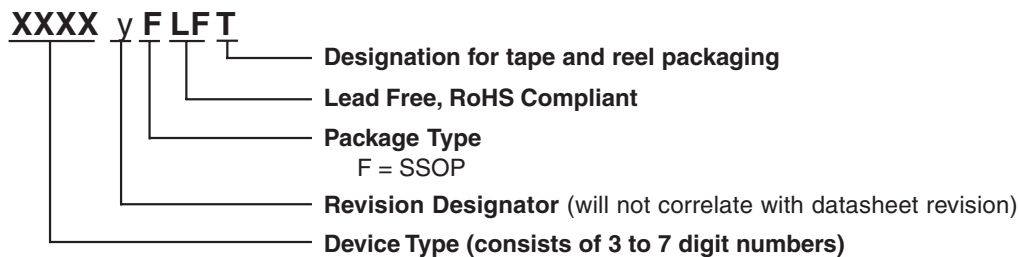 XXXX y F LF T
Designation for tape and reel packaging
Lead Free, RoHS Compliant
Package Type
F = SSOP
Revision Designator (will not correlate with datasheet revision)
Device Type (consists of 3 to 7 digit numbers)